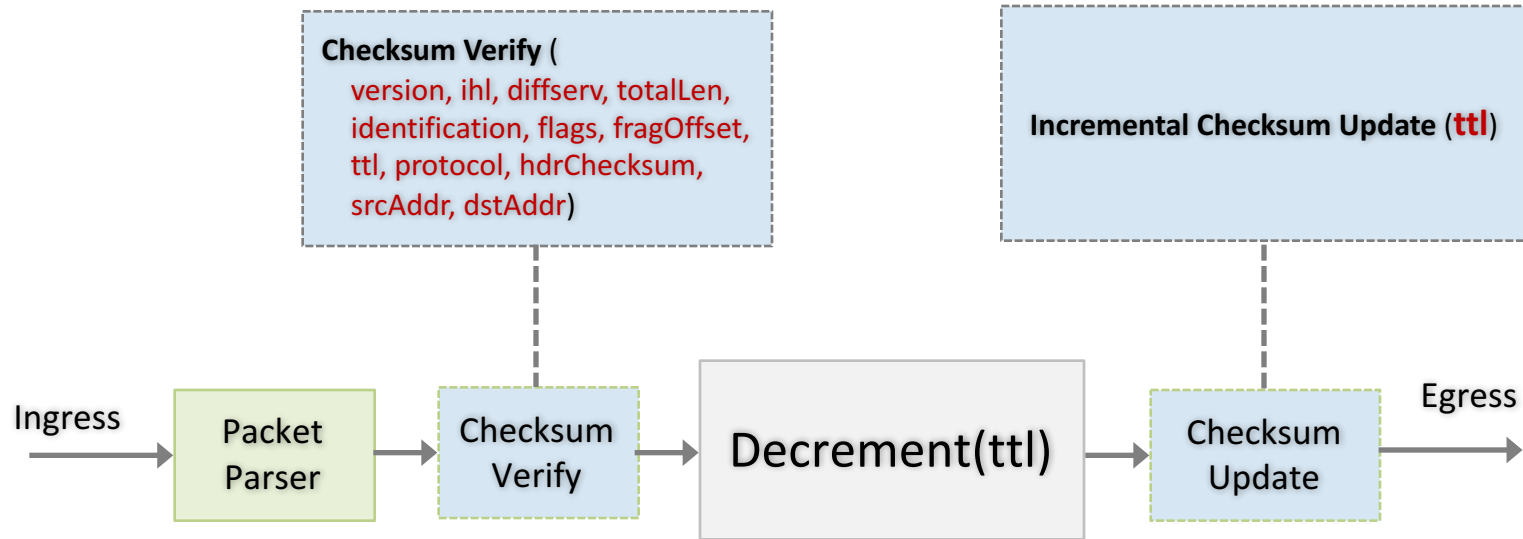 Checksum Verify (
version, ihl, diffserv, totalLen,
identification, flags, fragOffset,
ttl, protocol, hdrChecksum,
srcAddr, dstAddr)
Incremental Checksum Update (ttl)
Ingress
Packet
Parser
Checksum
Verify
Decrement(ttl)
Checksum
Update
Egress